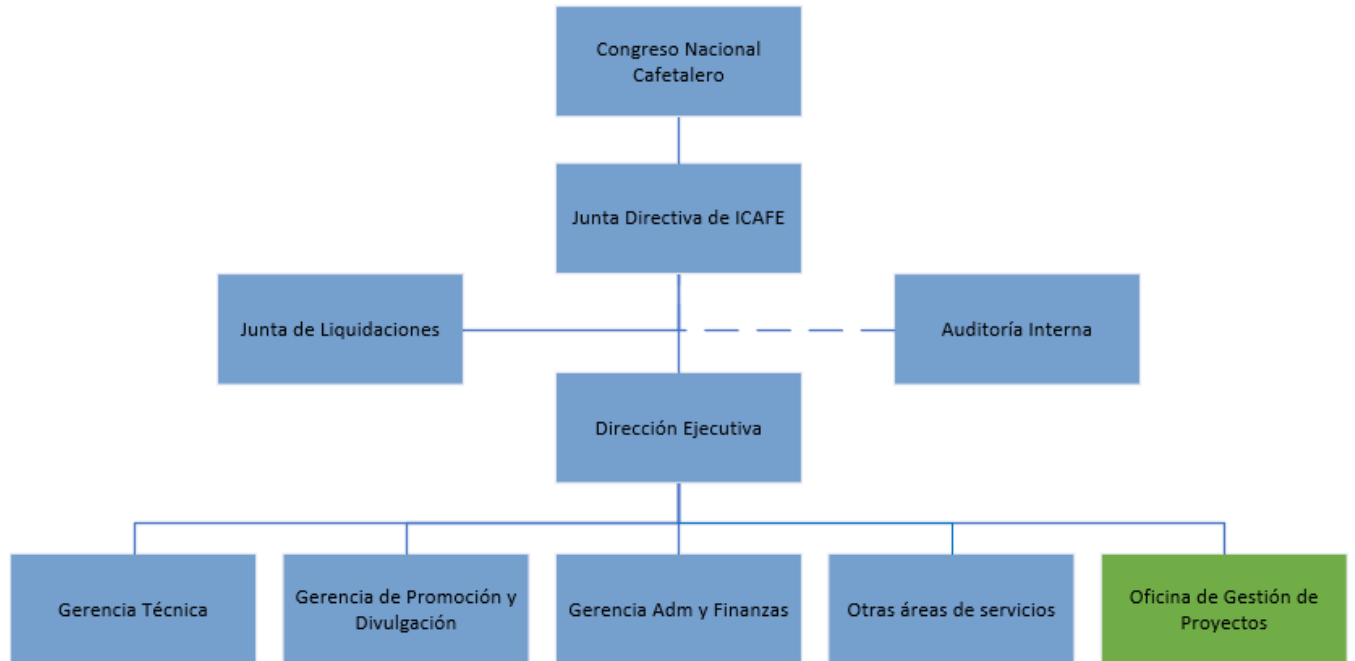 Congreso Nacional
Cafetalero
Junta Directiva de ICAFE
Junta de Liquidaciones
Auditoría Interna
Dirección Ejecutiva
Gerencia Técnica
Gerencia de Promoción y
Divulgación
Gerencia Adm y Finanzas
Otras áreas de servicios
Oficina de Gestión de
Proyectos